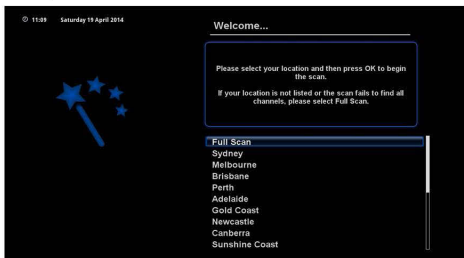 11:09 Saturday 19 April 2014
Welcome...
Please select your location and then press OK to begin
the scan.
If your location is not listed or the scan fails to find all
channels, please select Full Scan.
Full Scan
Sydney
Melbourne
Brisbane
Perth
Adelaide
Gold Coast
Newcastle
Canberra
Sunshine Coast